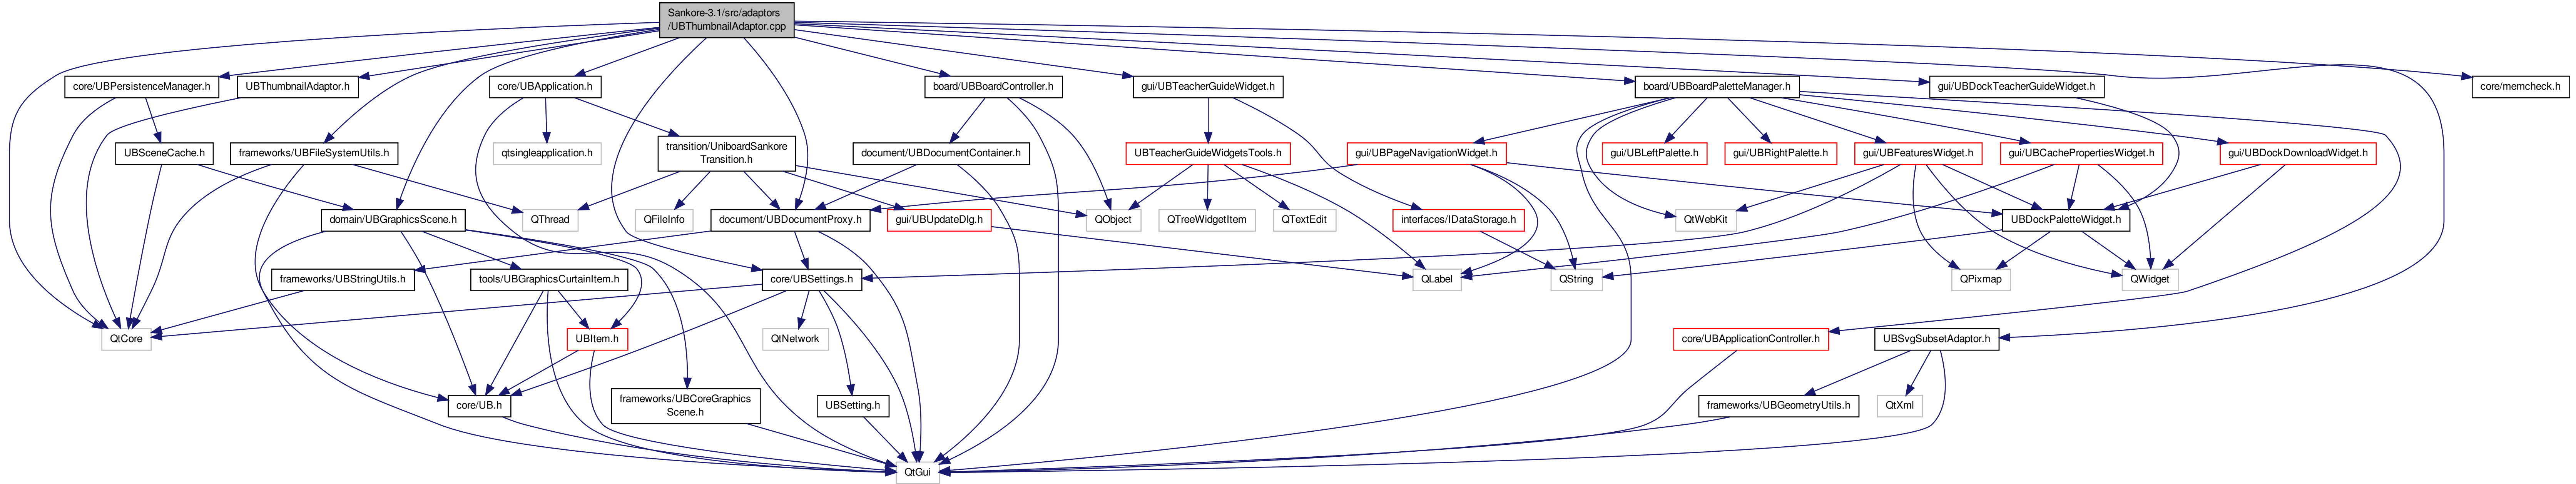 Sankore-3.1/src/adaptors
/UBThumbnailAdaptor.cpp
core/UBPersistenceManager.h
UBThumbnailAdaptor.h
core/UBApplication.h
board/UBBoardController.h
gui/UBTeacherGuideWidget.h
board/UBBoardPaletteManager.h
gui/UBDockTeacherGuideWidget.h
core/memcheck.h
UBSceneCache.h
frameworks/UBFileSystemUtils.h
qtsingleapplication.h
transition/UniboardSankore
Transition.h
document/UBDocumentContainer.h
UBTeacherGuideWidgetsTools.h
gui/UBPageNavigationWidget.h
gui/UBLeftPalette.h
gui/UBRightPalette.h
gui/UBFeaturesWidget.h
gui/UBCachePropertiesWidget.h
gui/UBDockDownloadWidget.h
domain/UBGraphicsScene.h
QThread
QFileInfo
document/UBDocumentProxy.h
gui/UBUpdateDlg.h
QObject
QTreeWidgetItem
QTextEdit
interfaces/IDataStorage.h
QtWebKit
UBDockPaletteWidget.h
frameworks/UBStringUtils.h
tools/UBGraphicsCurtainItem.h
core/UBSettings.h
QLabel
QString
QPixmap
QWidget
QtCore
UBItem.h
QtNetwork
core/UBApplicationController.h
UBSvgSubsetAdaptor.h
core/UB.h
frameworks/UBCoreGraphics
Scene.h
UBSetting.h
frameworks/UBGeometryUtils.h
QtXml
QtGui